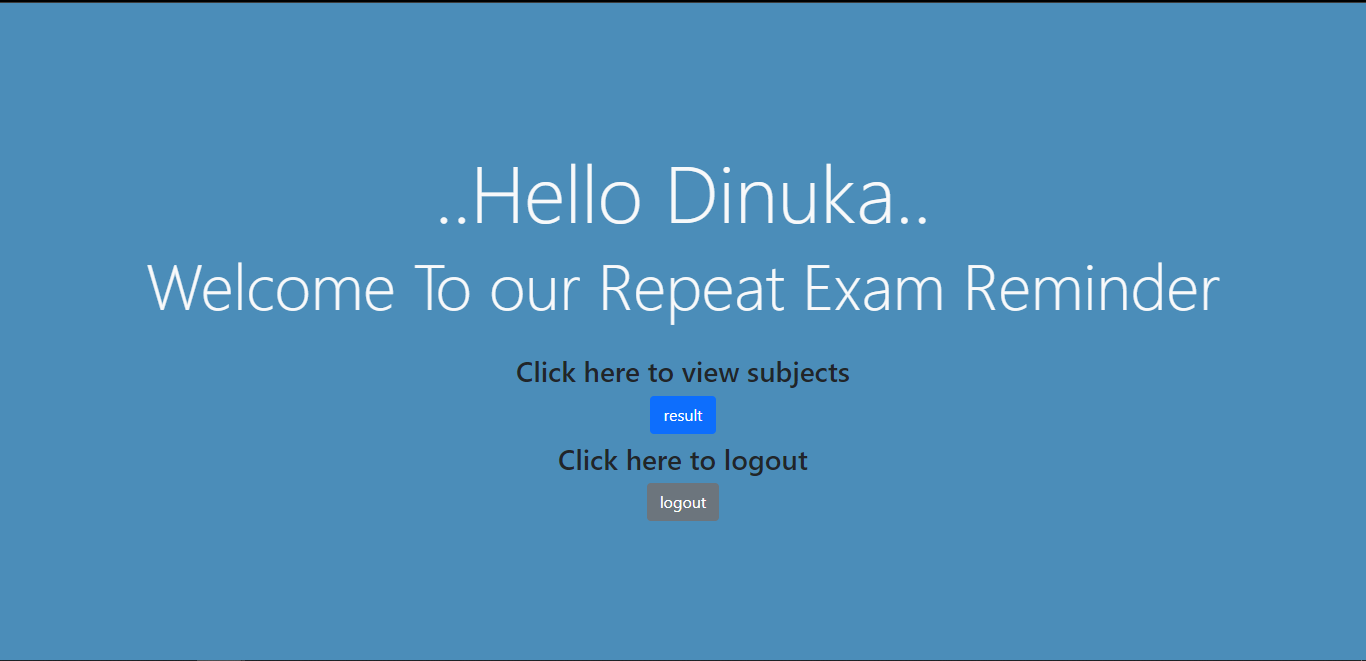 ..Hello Dinuka..
Welcome To our Repeat Exam Reminder
Click here to view subjects
result
Click here to logout
logout